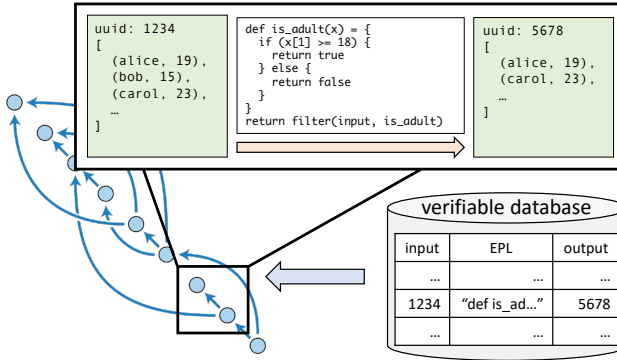 uuid: 1234
[
(alice, 19),
(bob, 15),
(carol, 23),
…
]
def is_adult(x) = {
if (x[1] >= 18) {
return true
} else {
return false
}
}
return filter(input, is_adult)
uuid: 5678
[
(alice, 19),
(carol, 23),
…
]
verifiable database
input EPL output
… … …
1234 “def is_ad…” 5678
… … …